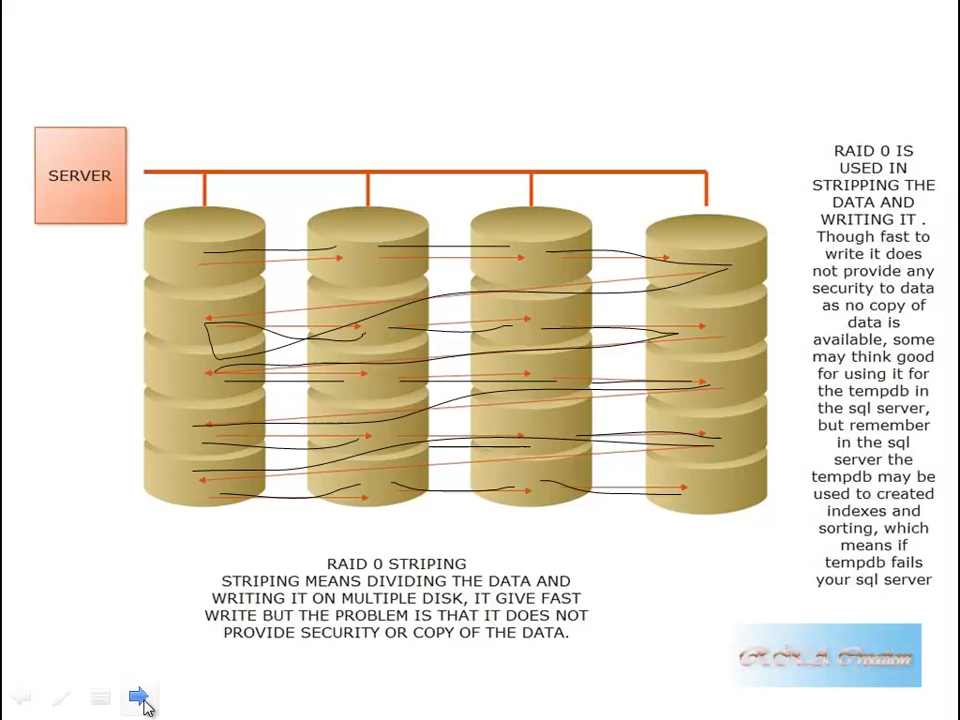 SERVER
RAID 0 IS
USED IN
STRIPPING THE
DATA AND
WRITING IT .
Though fast to
write it does
not provide any
security to data
as no copy of
data is
available, some
may think good
for using it for
the tempdb in
the sql server,
but remember
in the sql
server the
tempdb may be
used to created
indexes and
sorting, which
means if
tempdb fails
your sql server
RAID 0 STRIPING
STRIPING MEANS DIVIDING THE DATA AND
WRITING IT ON MULTIPLE DISK, IT GIVE FAST
WRITE BUT THE PROBLEM IS THAT IT DOES NOT
PROVIDE SECURITY OR COPY OF THE DATA.
Creation